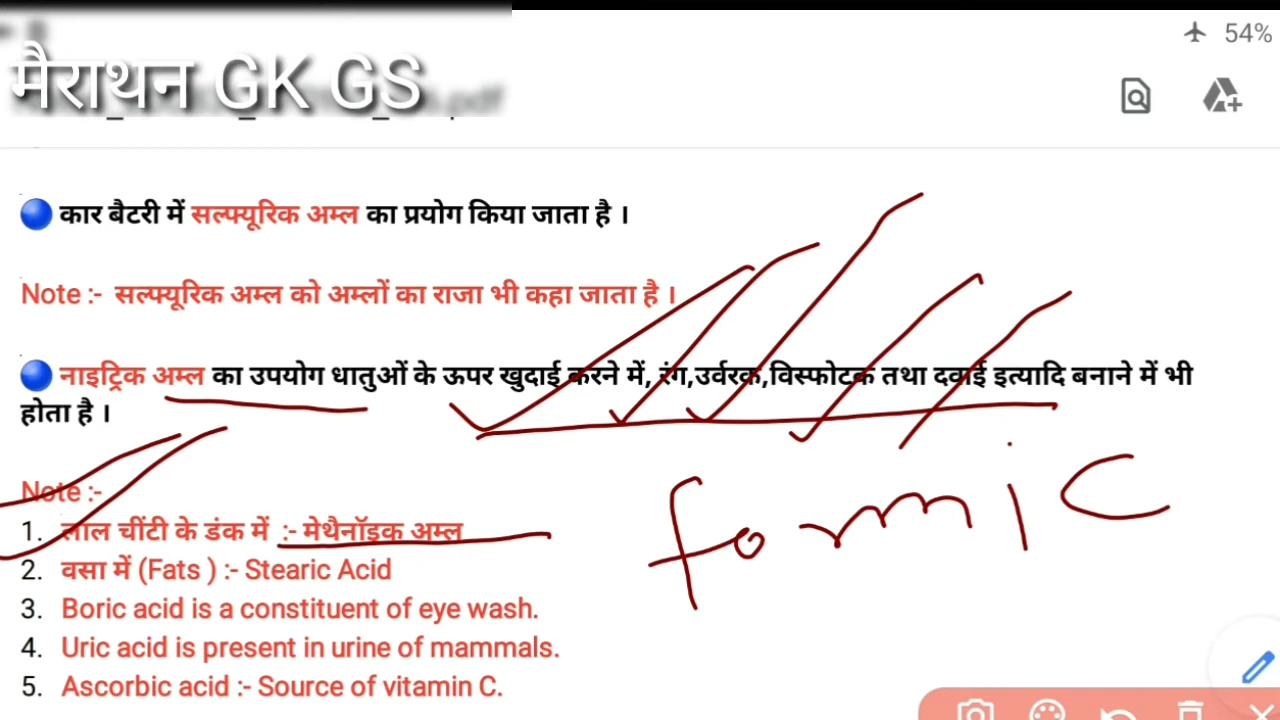 54%
मैराथन GK GS
.pdf
कार बैटरी में सल्फ्यूरिक अम्ल का प्रयोग किया जाता है ।
Note :- सल्फ्यूरिक अम्ल को अम्लों का राजा भी कहा जाता है ।
नाइट्रिक अम्ल का उपयोग धातुओं के ऊपर खुदाई करने में, रंग,उर्वरक,विस्फोटक तथा दवाई इत्यादि बनाने में भी
होता है ।
formic
Note :-
1. लाल चींटी के डंक में :- मेथैनॉइक अम्ल
2. वसा में (Fats ) :- Stearic Acid
3. Boric acid is a constituent of eye wash.
4. Uric acid is present in urine of mammals.
5. Ascorbic acid :- Source of vitamin C.